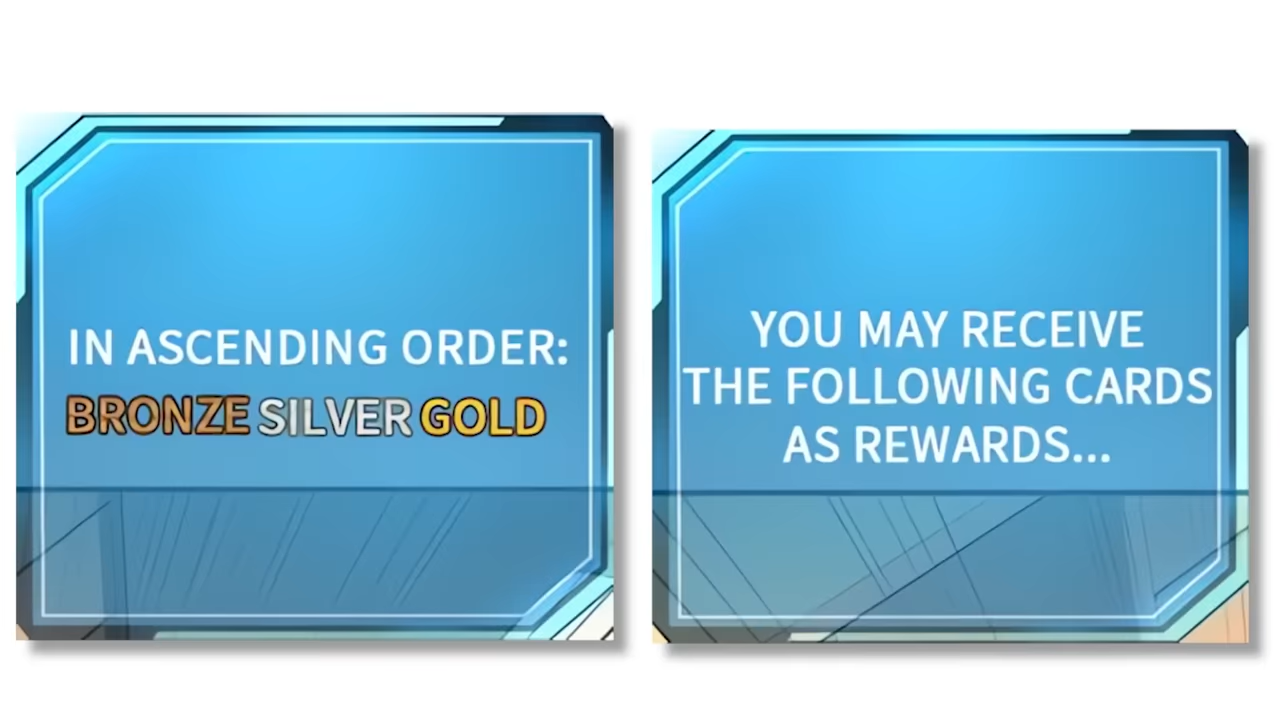 IN ASCENDING ORDER:
BRONZE SILVER GOLD
YOU MAY RECEIVE
THE FOLLOWING CARDS
AS REWARDS...